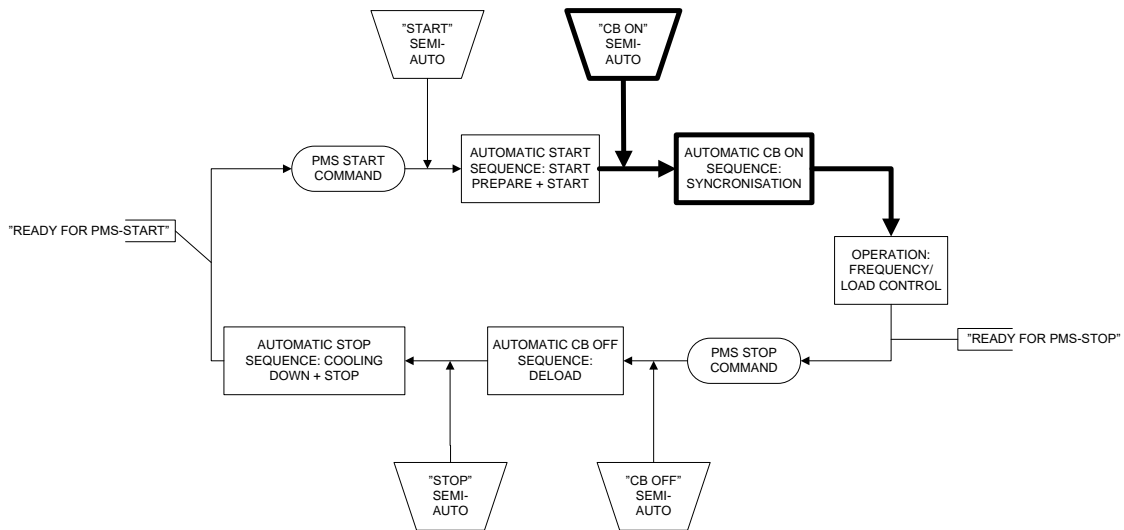 "START"
SEMI-
AUTO
"CB ON"
SEMI-
AUTO
PMS START
COMMAND
AUTOMATIC START
SEQUENCE: START
PREPARE + START
AUTOMATIC CB ON
SEQUENCE:
SYNCRONISATION
"READY FOR PMS-START"
OPERATION:
FREQUENCY/
LOAD CONTROL
AUTOMATIC STOP
SEQUENCE: COOLING
DOWN + STOP
AUTOMATIC CB OFF
SEQUENCE:
DELOAD
PMS STOP
COMMAND
"READY FOR PMS-STOP"
"STOP"
SEMI-
AUTO
"CB OFF"
SEMI-
AUTO